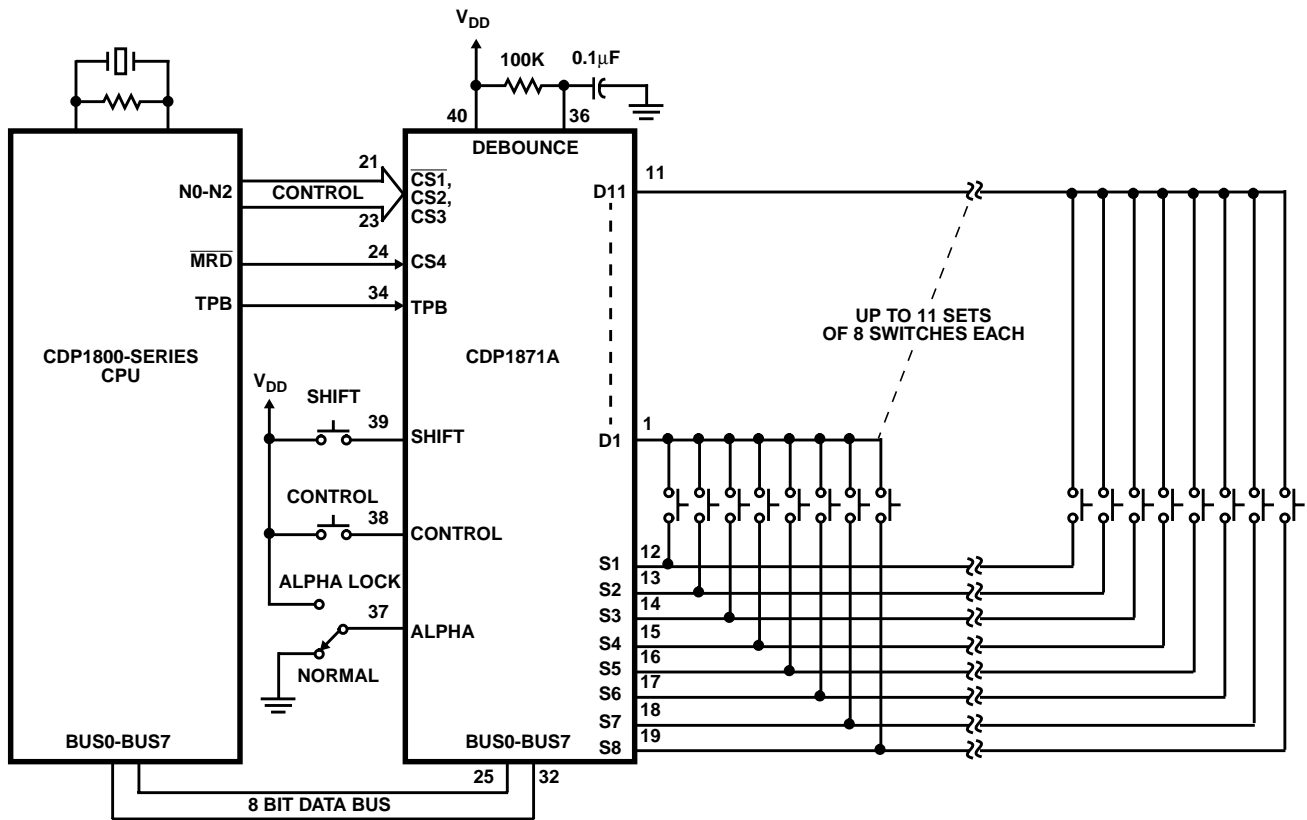 VDD
100K
0.1μF
40
36
DEBOUNCE
21
N0-N2
CONTROL
23
CS1,
CS2,
CS3
D11
11
MRD
24
CS4
TPB
34
TPB
UP TO 11 SETS
OF 8 SWITCHES EACH
CDP1800-SERIES
CPU
CDP1871A
VDD
SHIFT
39
SHIFT
1
D1
CONTROL
38
CONTROL
ALPHA LOCK
37
ALPHA
NORMAL
S1
12
S2
13
S3
14
S4
15
S5
16
S6
17
S7
18
S8
19
BUS0-BUS7
BUS0-BUS7
25
32
8 BIT DATA BUS